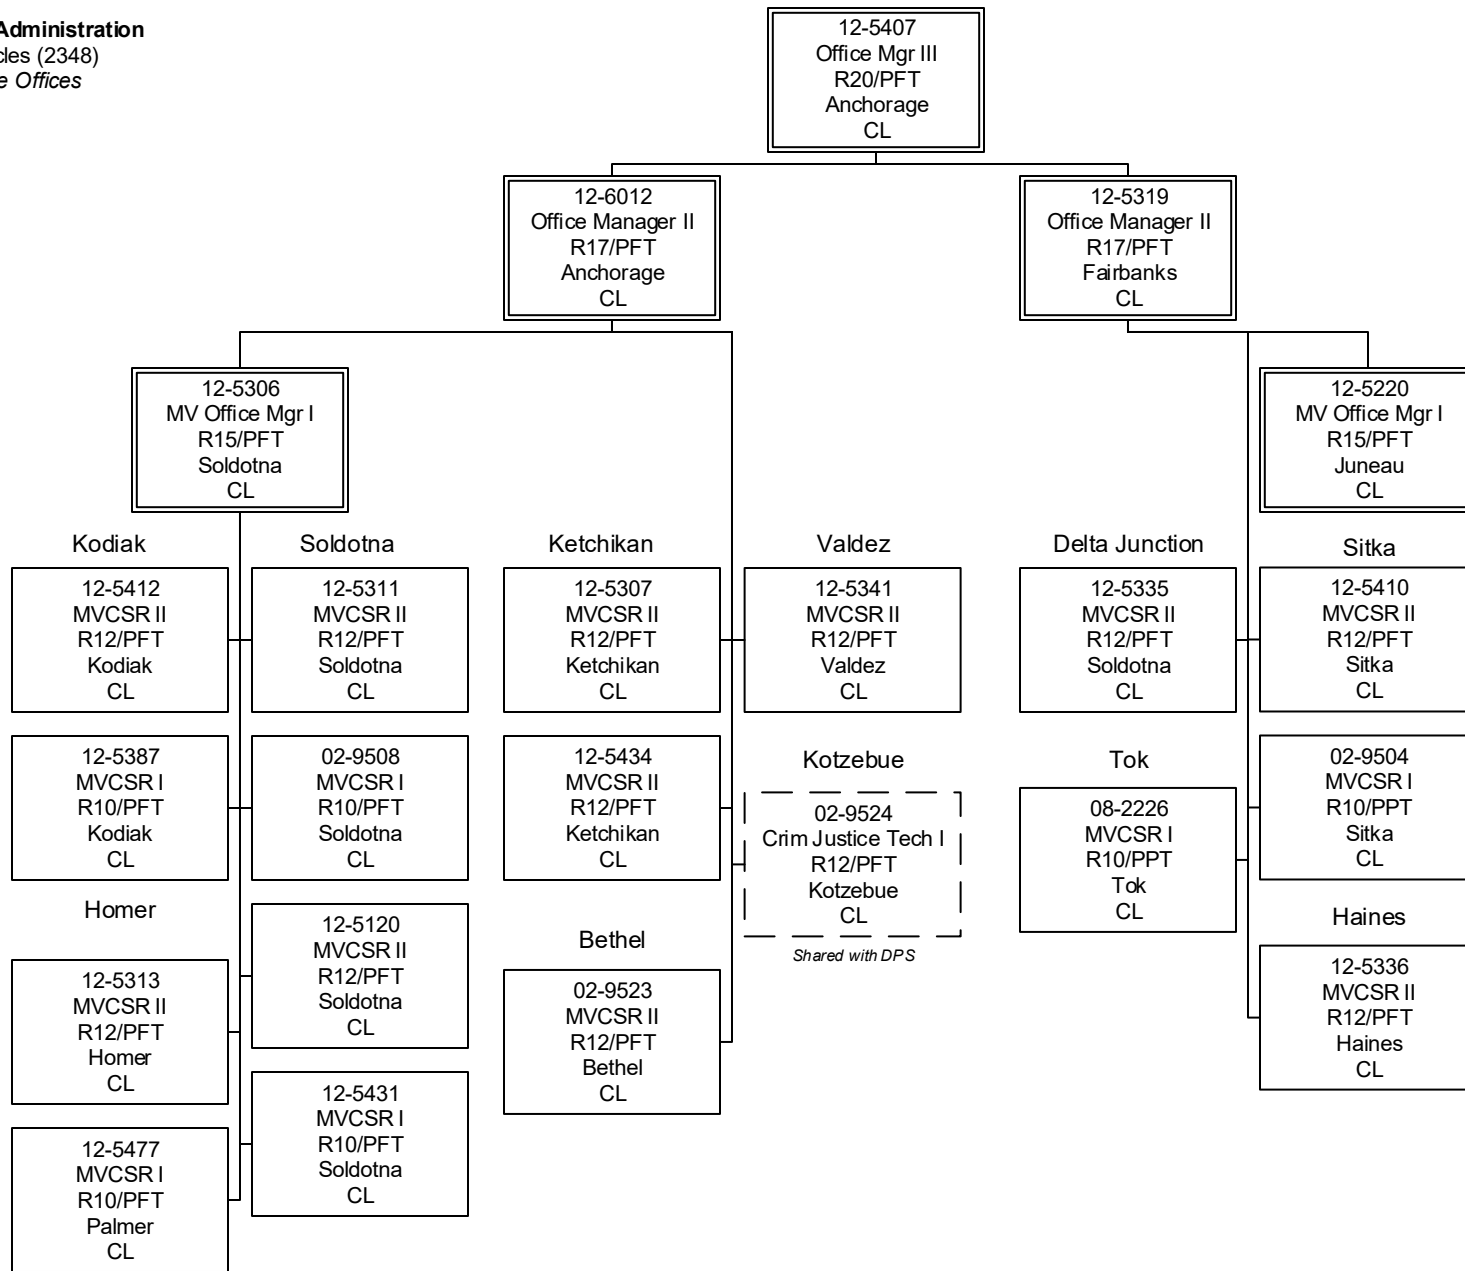 Administration
cles (2348)
e Offices
12-5407
Office Mgr III
R20/PFT
Anchorage
CL
12-6012
Office Manager II
R17/PFT
Anchorage
CL
12-5319
Office Manager II
R17/PFT
Fairbanks
CL
12-5306
MV Office Mgr I
R15/PFT
Soldotna
CL
12-5220
MV Office Mgr I
R15/PFT
Juneau
CL
Kodiak
12-5412
MVCSR II
R12/PFT
Kodiak
CL
12-5387
MVCSR I
R10/PFT
Kodiak
CL
Homer
12-5313
MVCSR II
R12/PFT
Homer
CL
12-5477
MVCSR I
R10/PFT
Palmer
CL
Soldotna
12-5311
MVCSR II
R12/PFT
Soldotna
CL
02-9508
MVCSR I
R10/PFT
Soldotna
CL
12-5120
MVCSR II
R12/PFT
Soldotna
CL
12-5431
MVCSR I
R10/PFT
Soldotna
CL
Ketchikan
12-5307
MVCSR II
R12/PFT
Ketchikan
CL
12-5434
MVCSR II
R12/PFT
Ketchikan
CL
Bethel
02-9523
MVCSR II
R12/PFT
Bethel
CL
Valdez
12-5341
MVCSR II
R12/PFT
Valdez
CL
Kotzebue
02-9524
Crim Justice Tech I
R12/PFT
Kotzebue
CL
Shared with DPS
Delta Junction
12-5335
MVCSR II
R12/PFT
Soldotna
CL
Tok
08-2226
MVCSR I
R10/PPT
Tok
CL
Sitka
12-5410
MVCSR II
R12/PFT
Sitka
CL
02-9504
MVCSR I
R10/PPT
Sitka
CL
Haines
12-5336
MVCSR II
R12/PFT
Haines
CL